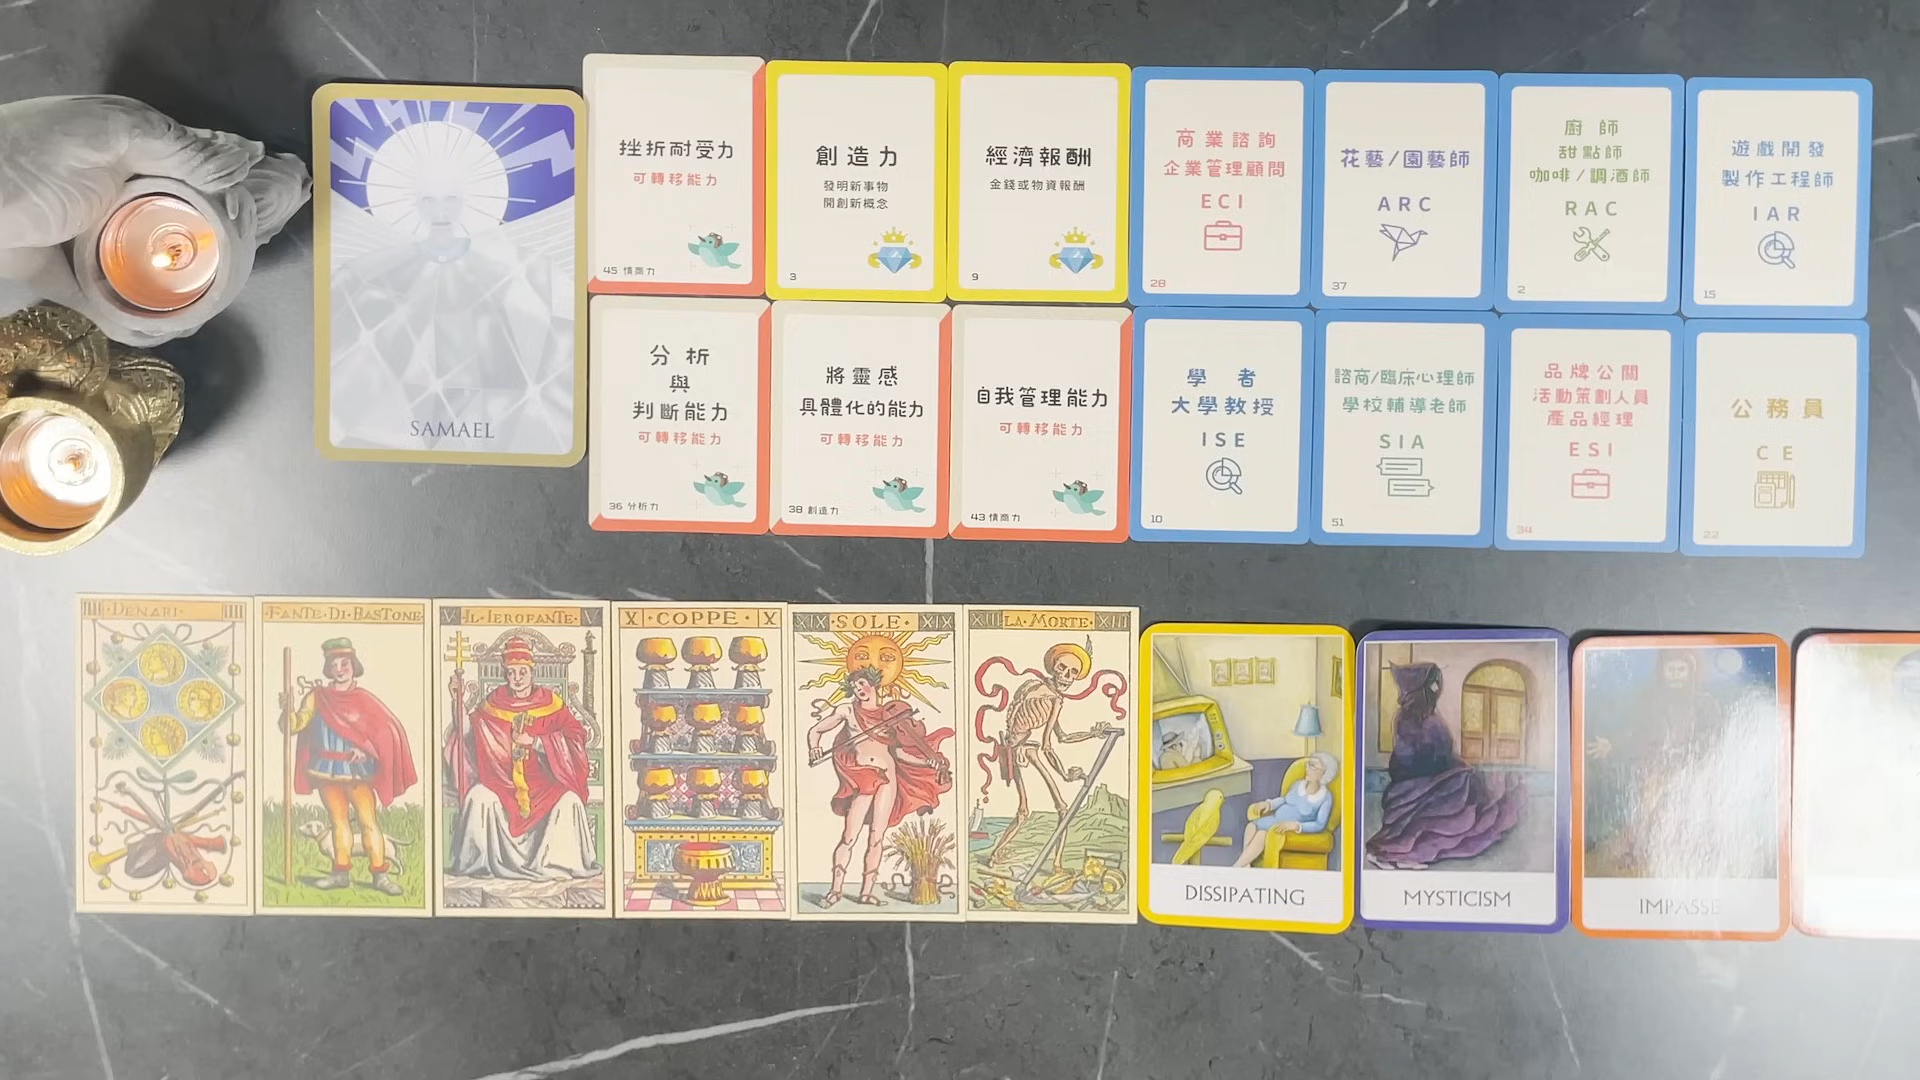 SAMAEL
挫折耐受力
可轉移能力
45 情商力
創造力
發明新事物
開創新概念
3
經濟報酬
金錢或物資報酬
9
商業諮詢
企業管理顧問
ECI
28
花藝/園藝師
ARC
37
廚師
甜點師
咖啡/調酒師
RAC
2
遊戲開發
製作工程師
IAR
15
分析
與
判斷能力
可轉移能力
36 分析力
將靈感
具體化的能力
可轉移能力
38 創造力
自我管理能力
可轉移能力
43 情商力
學者
大學教授
ISE
10
諮商/臨床心理師
學校輔導老師
SIA
51
品牌公關
活動策劃人員
產品經理
ESI
34
公務員
CE
22
IIII ·DENARI· IIII
·FANTE·DI·BASTONE·
V ·IL·IEROFANTE· V
X ·COPPE· X
XIX ·SOLE· XIX
XIII ·LA·MORTE· XIII
DISSIPATING
MYSTICISM
IMPASSE